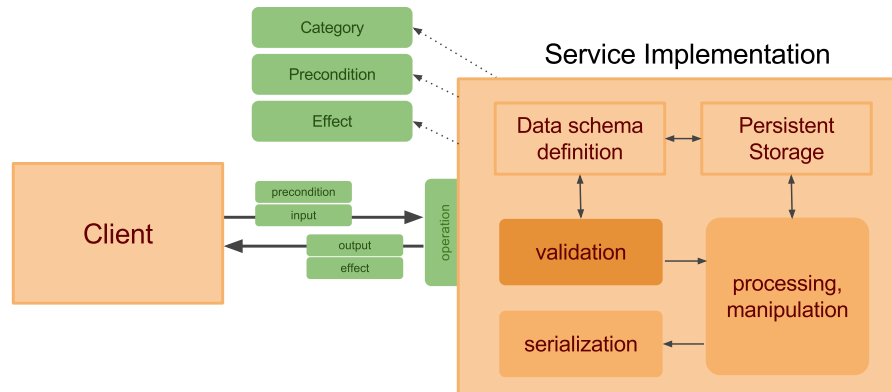 Category
Service Implementation
Precondition
Effect
Data schema
definition
Persistent
Storage
precondition
input
Client
operation
output
effect
validation
processing,
manipulation
serialization